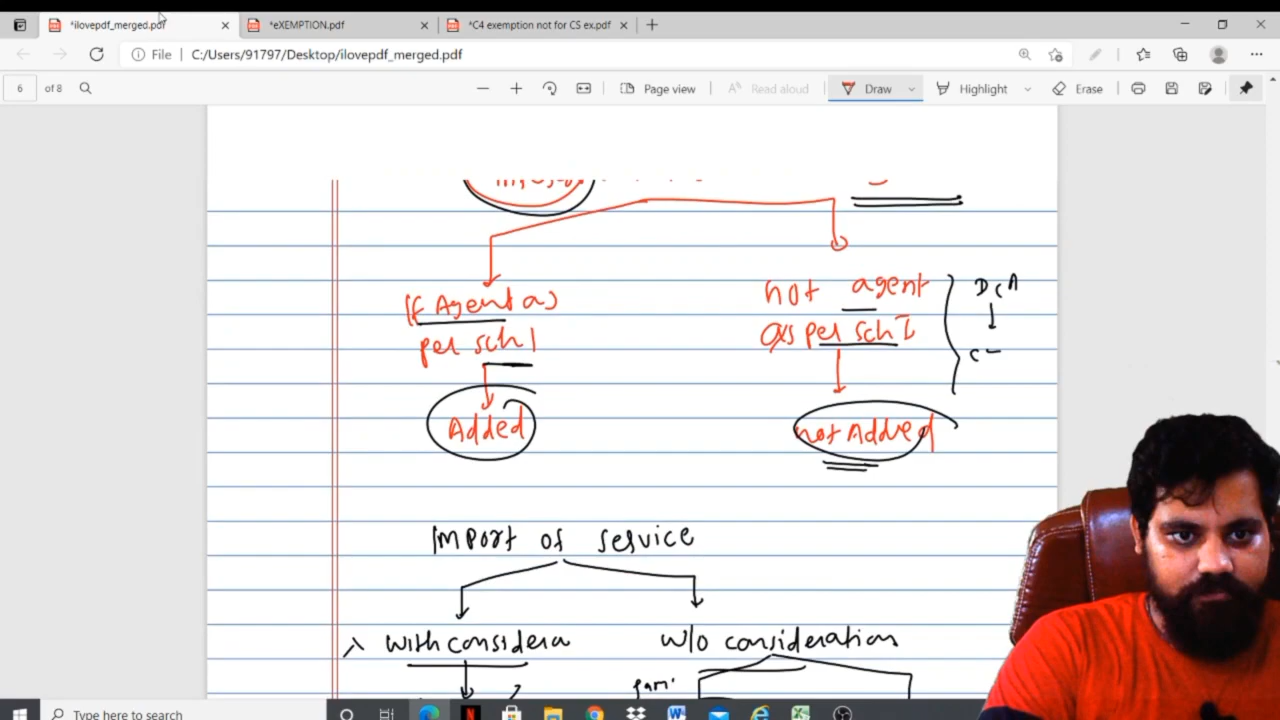 *ilovepdf_merged.pdf
*eXEMPTION.pdf
*C4 exemption not for CS ex.pdf
File C:/Users/91797/Desktop/ilovepdf_merged.pdf
6 of 8 Page view Read aloud Draw Highlight Erase
If Agent as
per sch I
Added
not agent
as per sch I
not Added
DCA
Import of service
with considera
w/o consideration
Type here to search